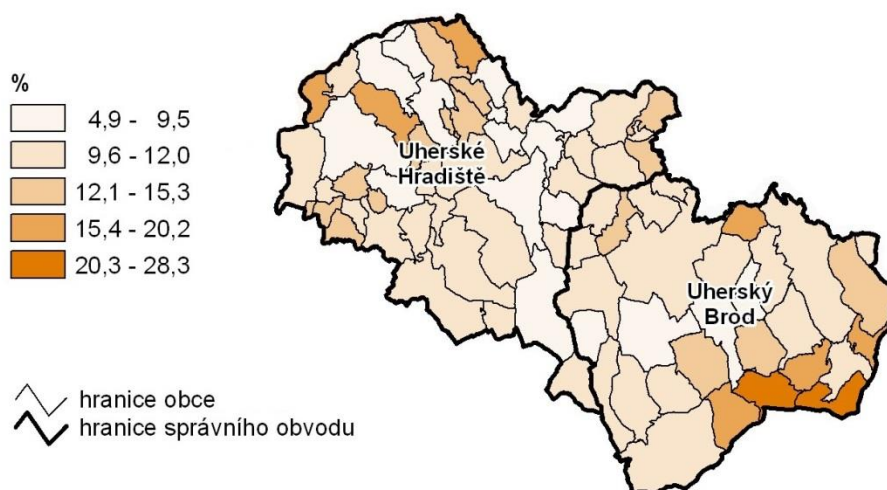 %
4,9 - 9,5
9,6 - 12,0
12,1 - 15,3
15,4 - 20,2
20,3 - 28,3
Uherské
Hradiště
Uherský
Brod
hranice obce
hranice správního obvodu